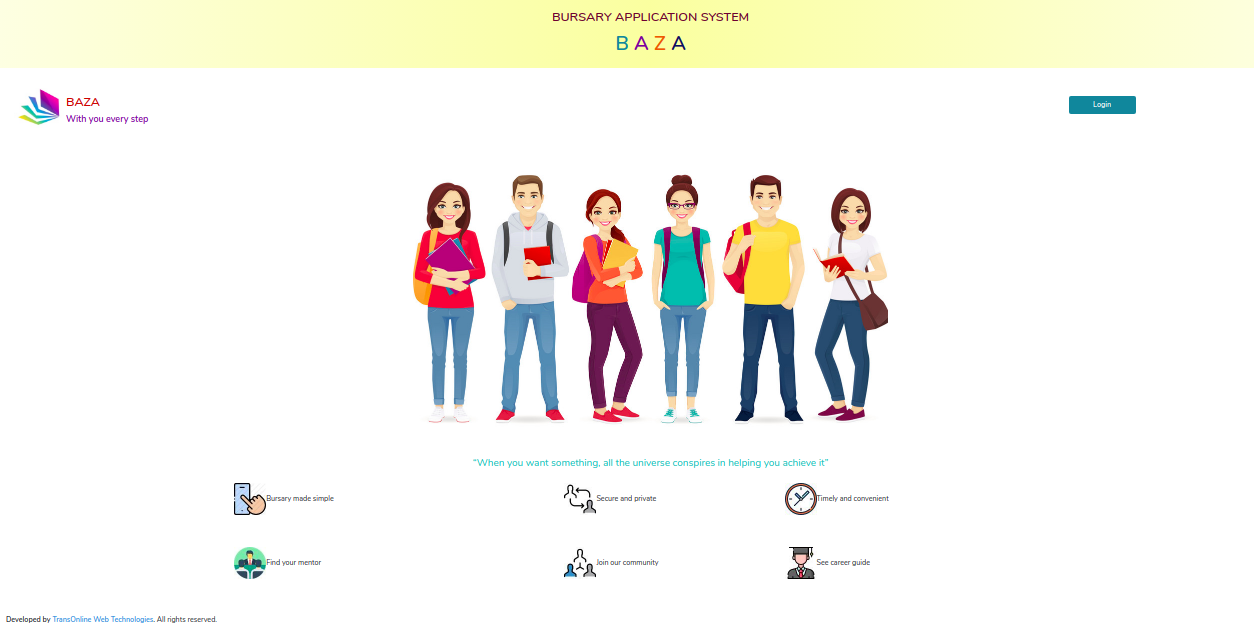 BURSARY APPLICATION SYSTEM
B A Z A
BAZA
With you every step
Login
“When you want something, all the universe conspires in helping you achieve it”
Bursary made simple
Secure and private
Timely and convenient
Find your mentor
Join our community
See career guide
Developed by TransOnline Web Technologies. All rights reserved.